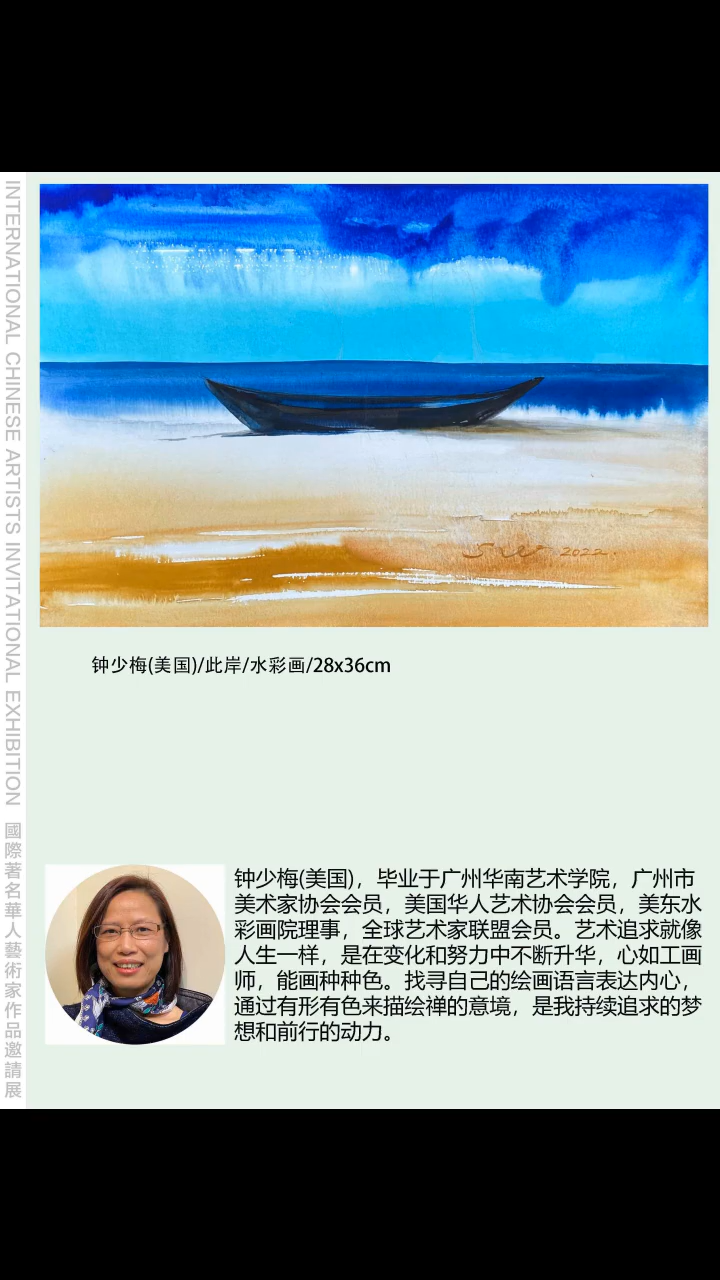 INTERNATIONAL CHINESE ARTISTS INVITATIONAL EXHIBITION 國際著名華人藝術家作品邀請展
SW 2022.
钟少梅(美国)/此岸/水彩画/28x36cm
钟少梅(美国)，毕业于广州华南艺术学院，广州市
美术家协会会员，美国华人艺术协会会员，美东水
彩画院理事，全球艺术家联盟会员。艺术追求就像
人生一样，是在变化和努力中不断升华，心如工画
师，能画种种色。找寻自己的绘画语言表达内心，
通过有形有色来描绘禅的意境，是我持续追求的梦
想和前行的动力。